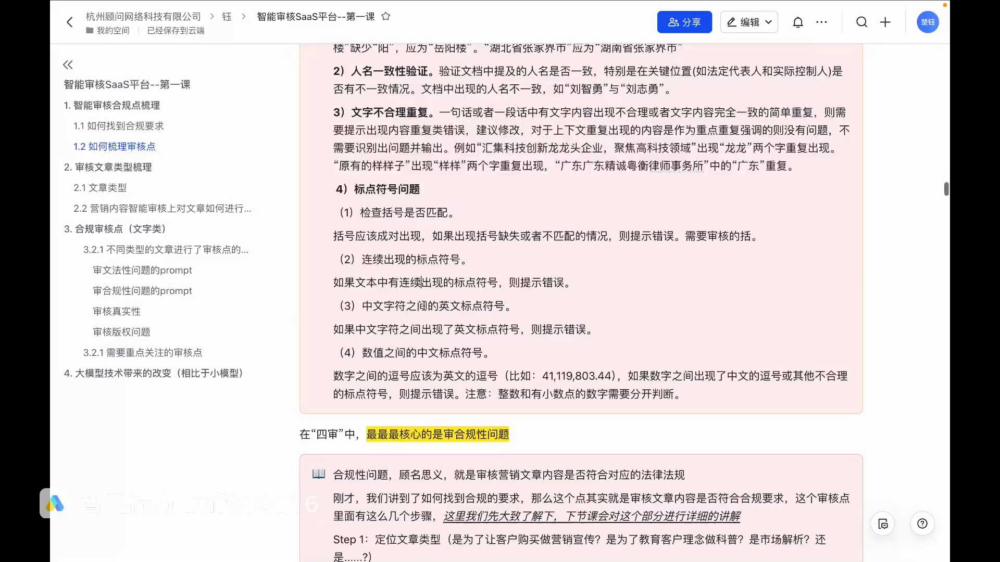 杭州顾问网络科技有限公司 > 钰 > 智能审核SaaS平台--第一课
我的空间 | 已经保存到云端
分享
编辑
楚钰
智能审核SaaS平台--第一课
1. 智能审核合规点梳理
1.1 如何找到合规要求
1.2 如何梳理审核点
2. 审核文章类型梳理
2.1 文章类型
2.2 营销内容智能审核上对文章如何进行...
3. 合规审核点（文字类）
3.2.1 不同类型的文章进行了审核点的...
审文法性问题的prompt
审合规性问题的prompt
审核真实性
审核版权问题
3.2.1 需要重点关注的审核点
4. 大模型技术带来的改变（相比于小模型）
楼”缺少“阳”，应为“岳阳楼”。“湖北省张家界市”应为“湖南省张家界市”
2）人名一致性验证。验证文档中提及的人名是否一致，特别是在关键位置(如法定代表人和实际控制人)是
否有不一致情况。文档中出现的人名不一致，如“刘智勇”与“刘志勇”。
3）文字不合理重复。一句话或者一段话中有文字内容出现不合理或者文字内容完全一致的简单重复，则需
要提示出现内容重复类错误，建议修改，对于上下文重复出现的内容是作为重点重复强调的则没有问题，不
需要识别出问题并输出。例如“汇集科技创新龙龙头企业，聚焦高科技领域”出现“龙龙”两个字重复出现。
“原有的样样子”出现“样样”两个字重复出现，“广东广东精诚粤衡律师事务所”中的“广东”重复。
4）标点符号问题
（1）检查括号是否匹配。
括号应该成对出现，如果出现括号缺失或者不匹配的情况，则提示错误。需要审核的括。
（2）连续出现的标点符号。
如果文本中有连续出现的标点符号，则提示错误。
（3）中文字符之间的英文标点符号。
如果中文字符之间出现了英文标点符号，则提示错误。
（4）数值之间的中文标点符号。
数字之间的逗号应该为英文的逗号（比如：41,119,803.44），如果数字之间出现了中文的逗号或其他不合理
的标点符号，则提示错误。注意：整数和有小数点的数字需要分开判断。
在“四审”中，最最最核心的是审合规性问题
合规性问题，顾名思义，就是审核营销文章内容是否符合对应的法律法规
刚才，我们讲到了如何找到合规的要求，那么这个点其实就是审核文章内容是否符合合规要求，这个审核点
里面有这么几个步骤，这里我们先大致了解下，下节课会对这个部分进行详细的讲解
Step 1：定位文章类型（是为了让客户购买做营销宣传？是为了教育客户理念做科普？是市场解析？还
是......?）